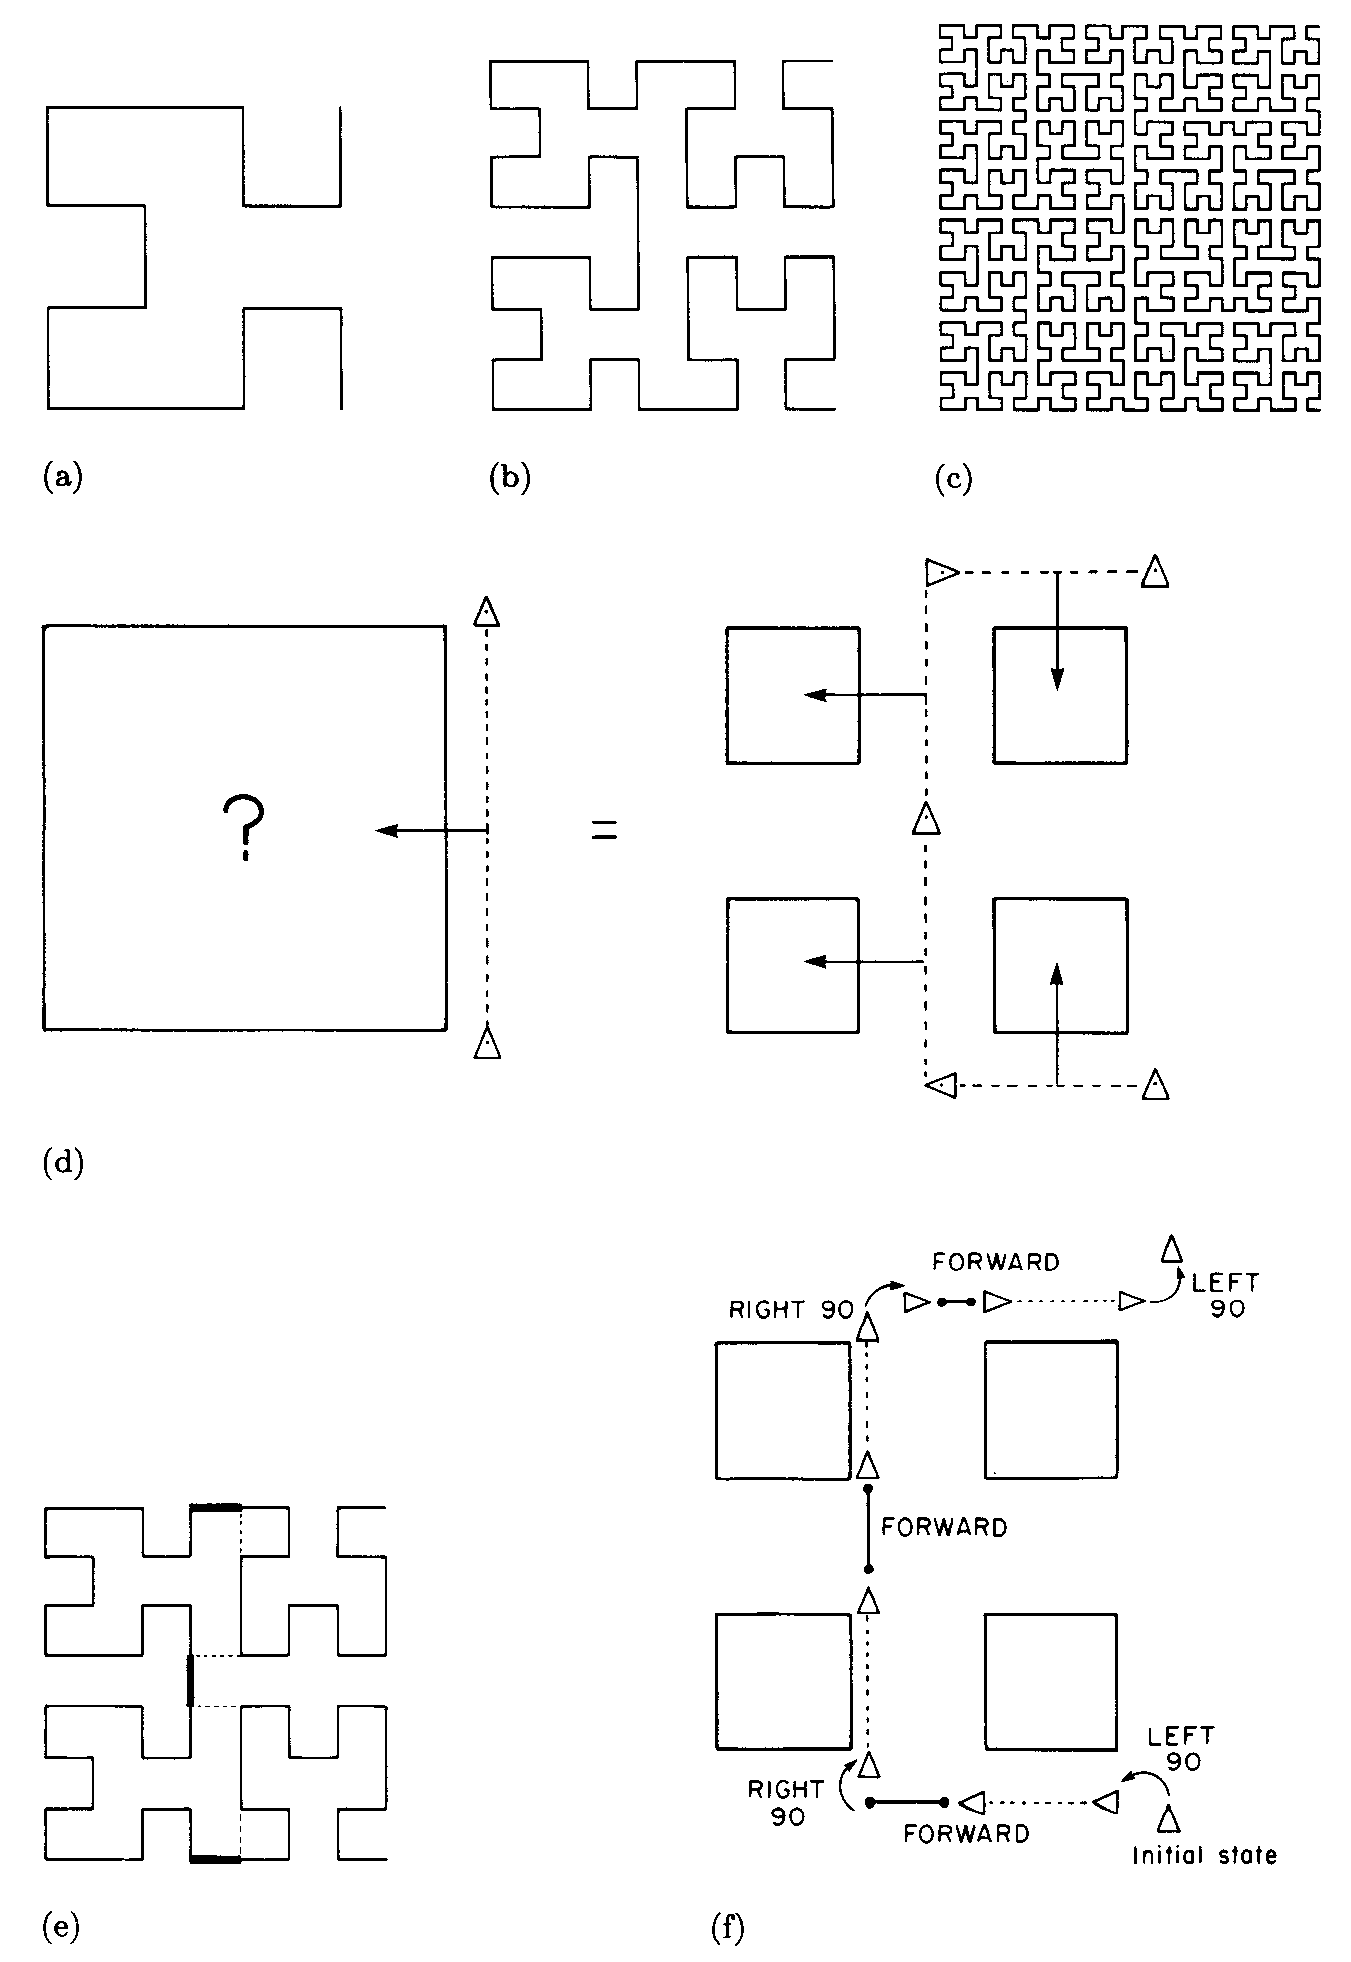 (a)
(b)
(c)
?
=
(d)
FORWARD
RIGHT 90
LEFT
90
FORWARD
LEFT
90
RIGHT
90
FORWARD
Initial state
(e)
(f)